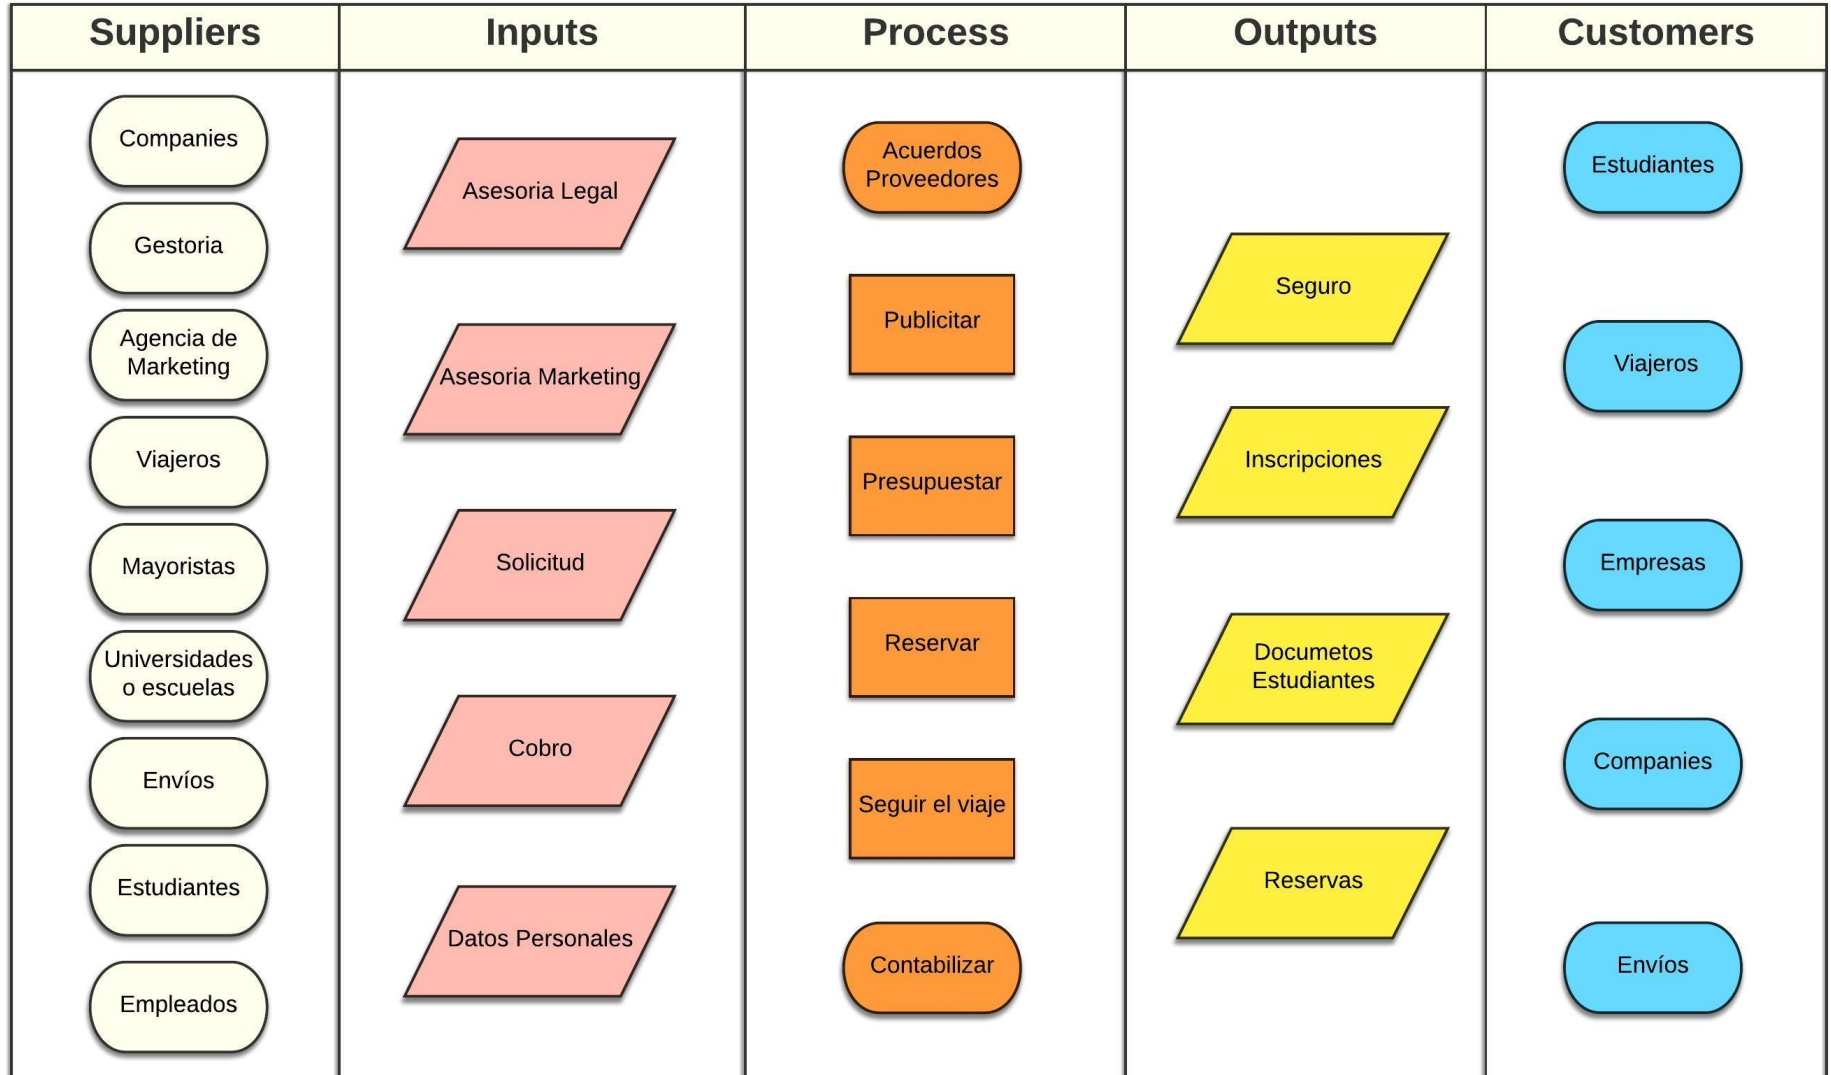 Suppliers
Inputs
Process
Outputs
Customers
Companies
Gestoria
Agencia de
Marketing
Viajeros
Mayoristas
Universidades
o escuelas
Envíos
Estudiantes
Empleados
Asesoria Legal
Asesoria Marketing
Solicitud
Cobro
Datos Personales
Acuerdos
Proveedores
Publicitar
Presupuestar
Reservar
Seguir el viaje
Contabilizar
Seguro
Inscripciones
Documetos
Estudiantes
Reservas
Estudiantes
Viajeros
Empresas
Companies
Envíos